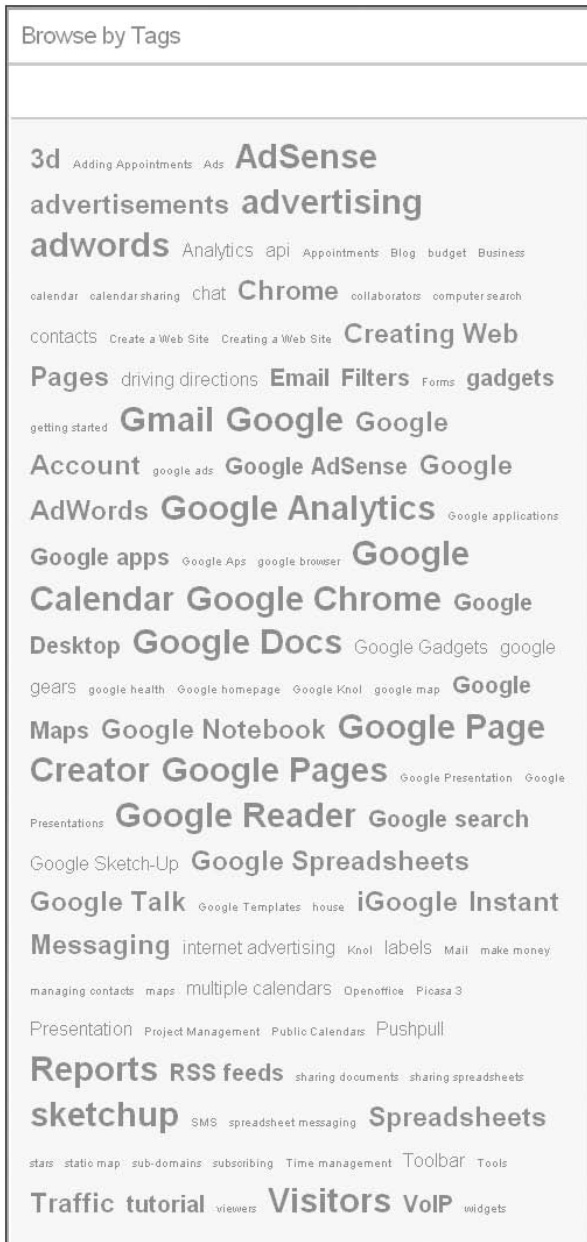 Browse by Tags
3d Adding Appointments Ads AdSense
advertisements advertising
adwords Analytics api Appointments Blog budget Business
calendar calendar sharing chat Chrome collaborators computer search
contacts Create a Web Site Creating a Web Site Creating Web
Pages driving directions Email Filters Forms gadgets
getting started Gmail Google Google
Account google ads Google AdSense Google
AdWords Google Analytics Google applications
Google apps Google Aps google browser Google
Calendar Google Chrome Google
Desktop Google Docs Google Gadgets google
gears google health Google homepage Google Knol google map Google
Maps Google Notebook Google Page
Creator Google Pages Google Presentation Google
Presentations Google Reader Google search
Google Sketch-Up Google Spreadsheets
Google Talk Google Templates house iGoogle Instant
Messaging internet advertising Knol labels Mail make money
managing contacts maps multiple calendars Openoffice Picasa 3
Presentation Project Management Public Calendars Pushpull
Reports RSS feeds sharing documents sharing spreadsheets
sketchup SMS spreadsheet messaging Spreadsheets
stars static map sub-domains subscribing Time management Toolbar Tools
Traffic tutorial viewers Visitors VoIP widgets